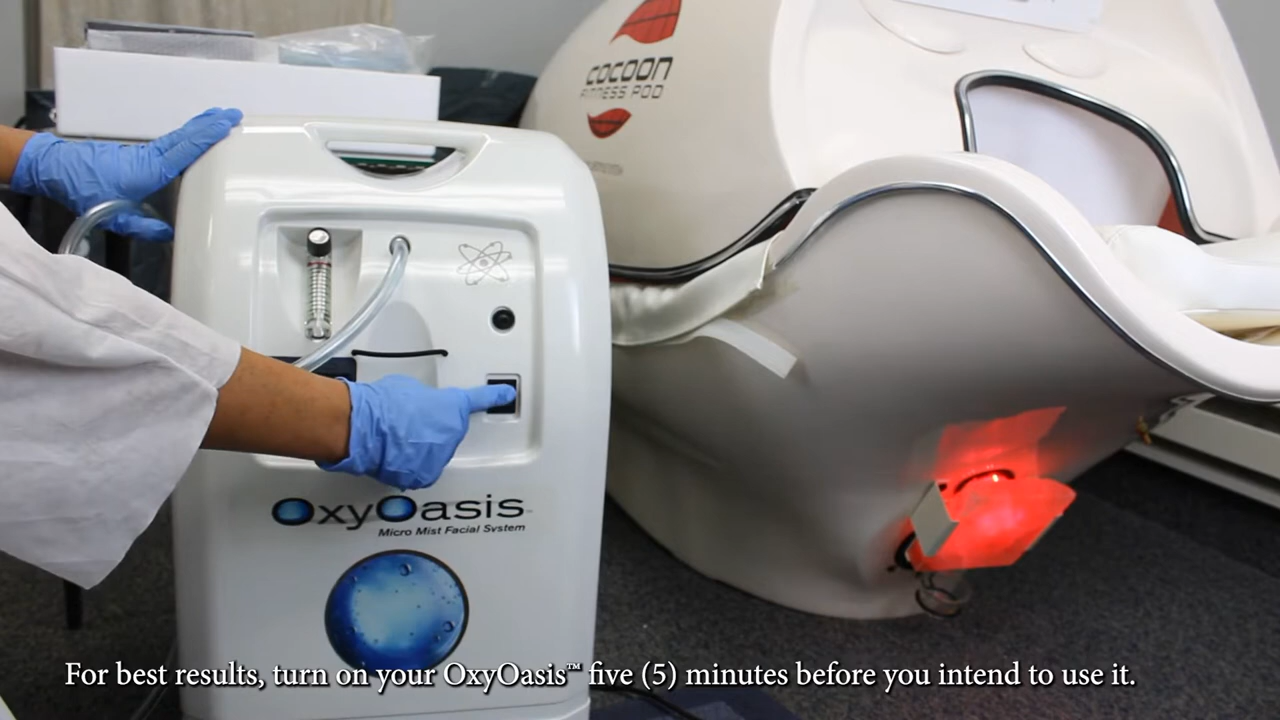 COCOON
FITNESS POD
OxyOasis
Micro Mist Facial System
For best results, turn on your OxyOasis™ five (5) minutes before you intend to use it.